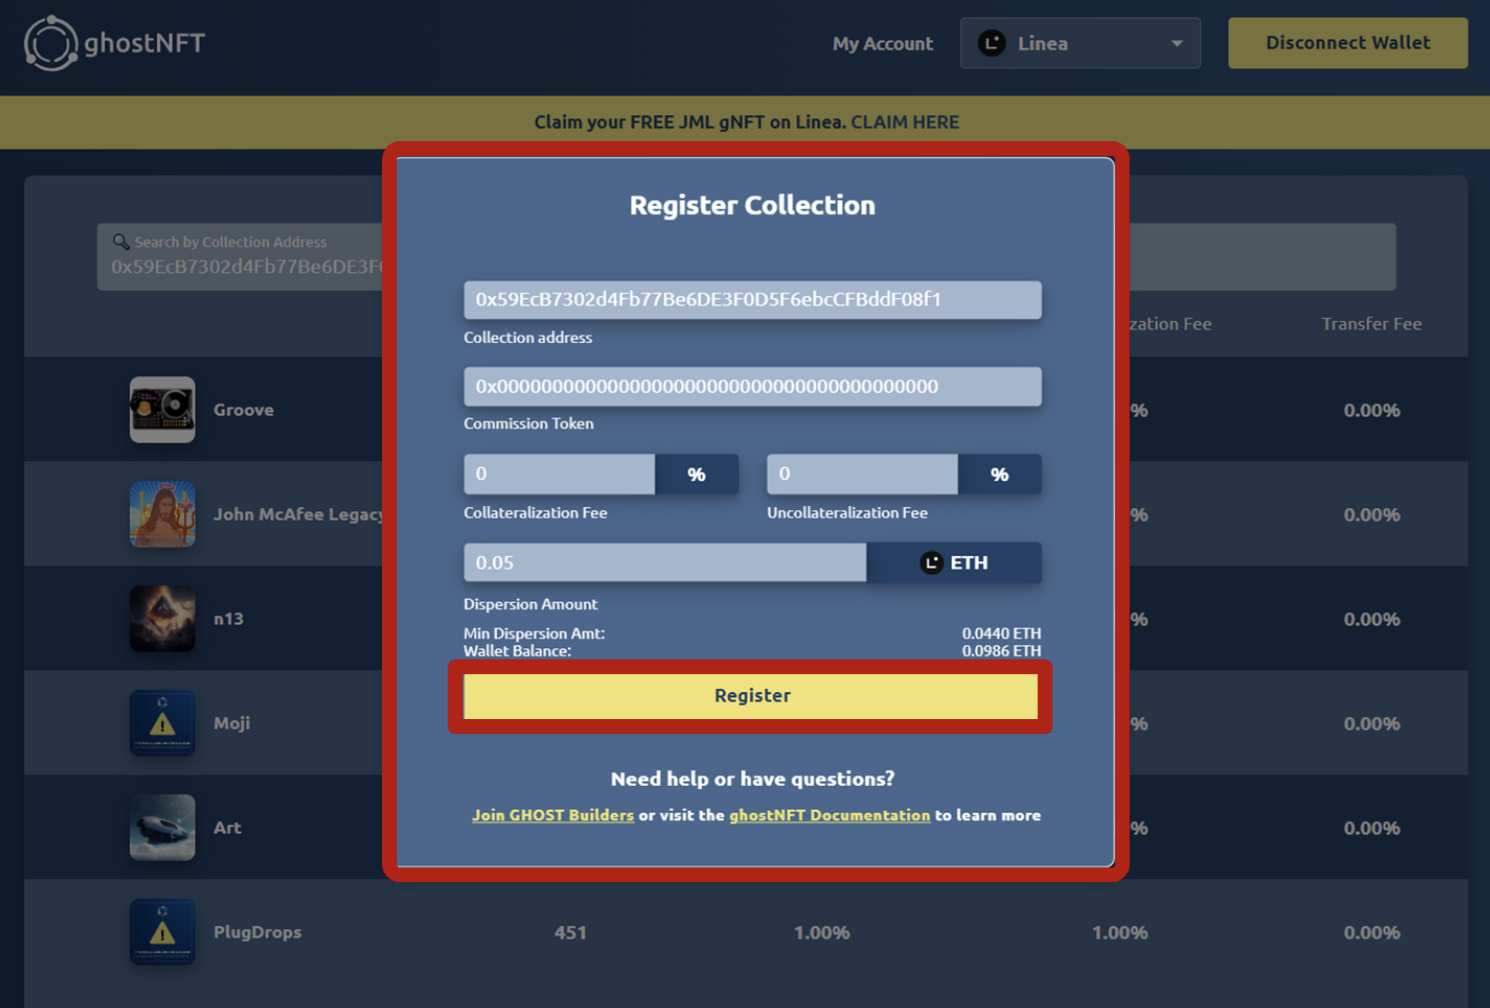 ghostNFT
My Account
Linea
Disconnect Wallet
Claim your FREE JML gNFT on Linea. CLAIM HERE
Register Collection
Search by Collection Address
0x59EcB7302d4Fb77Be6DE3F
0x59EcB7302d4Fb77Be6DE3F0D5F6ebcCFBddF08f1
Collection address
zation Fee
Transfer Fee
0x0000000000000000000000000000000000000000
Commission Token
Groove
%
0.00%
0
%
0
%
Collateralization Fee
Uncollateralization Fee
John McAfee Legacy
%
0.00%
0.05
ETH
Dispersion Amount
n13
%
0.00%
Min Dispersion Amt:
0.0440 ETH
Wallet Balance:
0.0986 ETH
Register
Moji
%
0.00%
Need help or have questions?
Join GHOST Builders or visit the ghostNFT Documentation to learn more
Art
%
0.00%
PlugDrops
451
1.00%
1.00%
0.00%